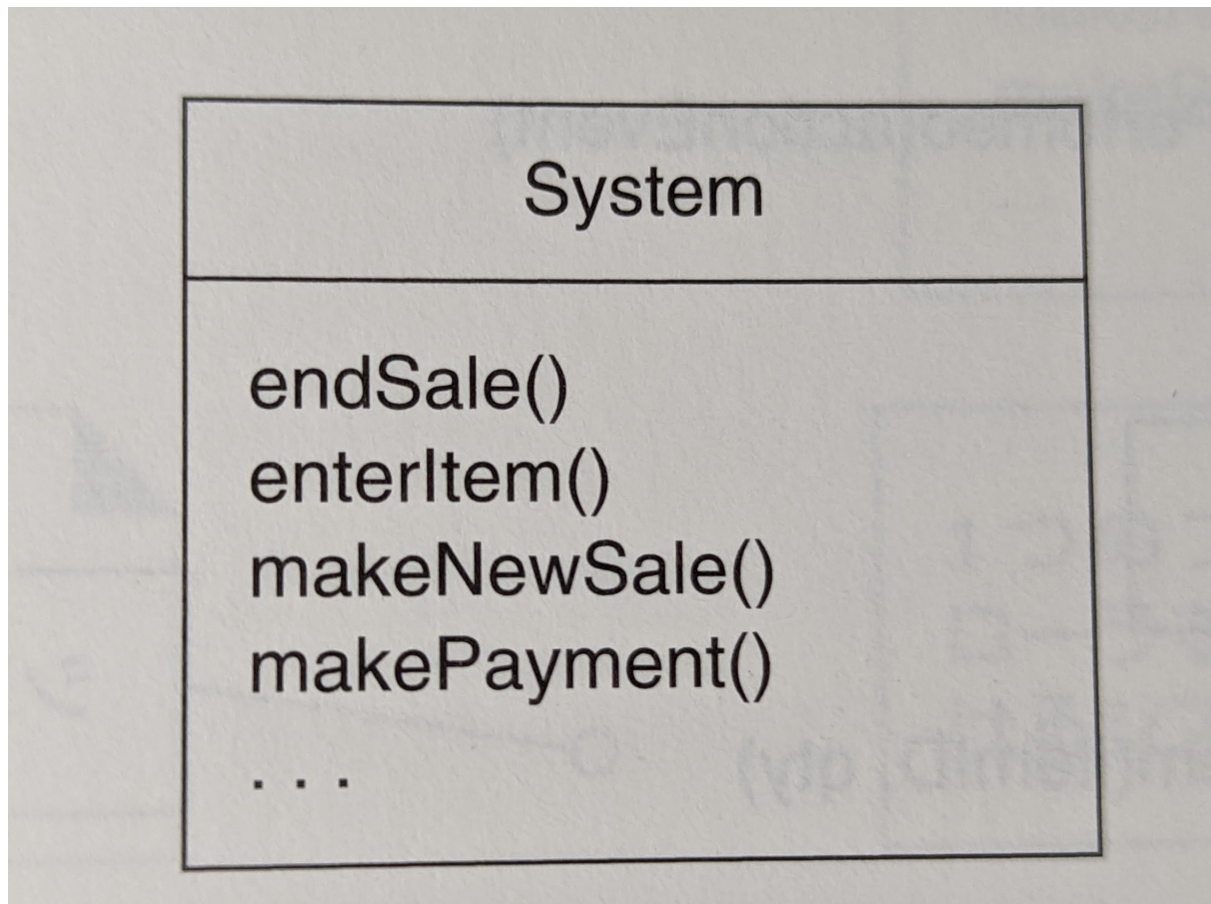 System
endSale()
enterItem()
makeNewSale()
makePayment()
. . .